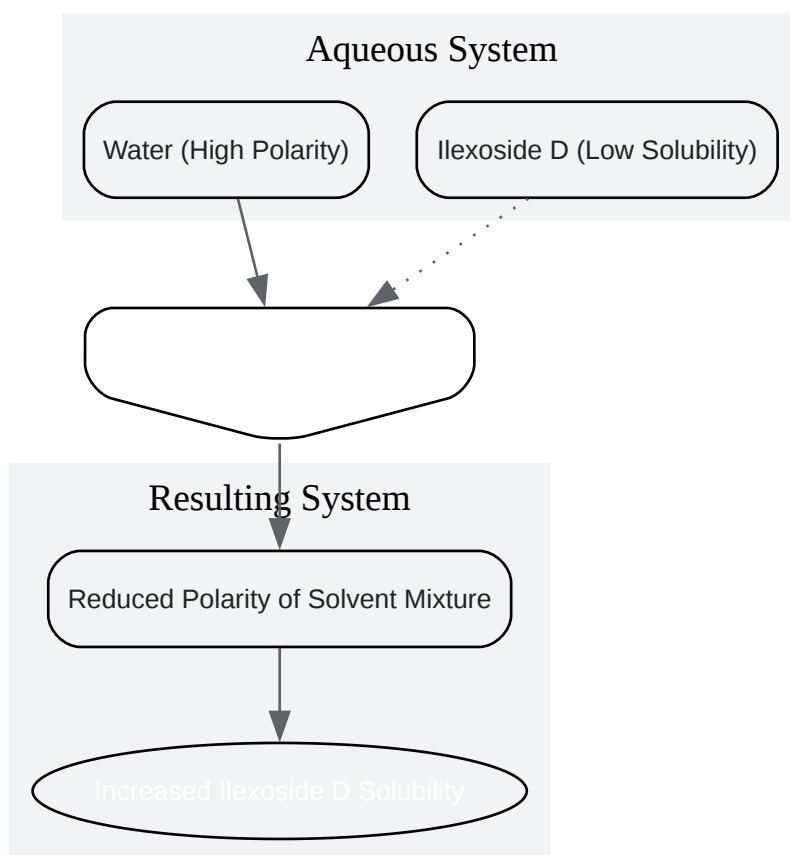 Aqueous System
Water (High Polarity)
Ilexoside D (Low Solubility)
Resulting System
Reduced Polarity of Solvent Mixture
Increased Ilexoside D Solubility